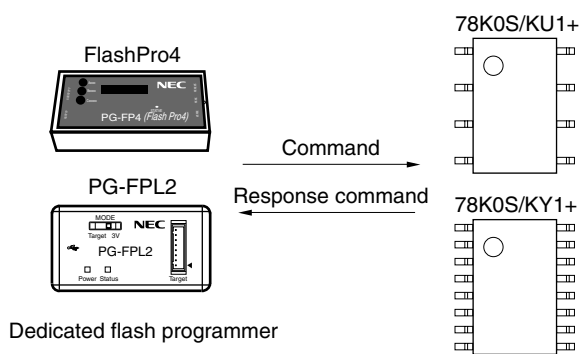 FlashPro4
NEC
PG-FP4 (Flash Pro4)
78K0S/KU1+
Command
Response command
PG-FPL2
MODE
Target 3V
NEC
PG-FPL2
Power Status
Target
78K0S/KY1+
Dedicated flash programmer